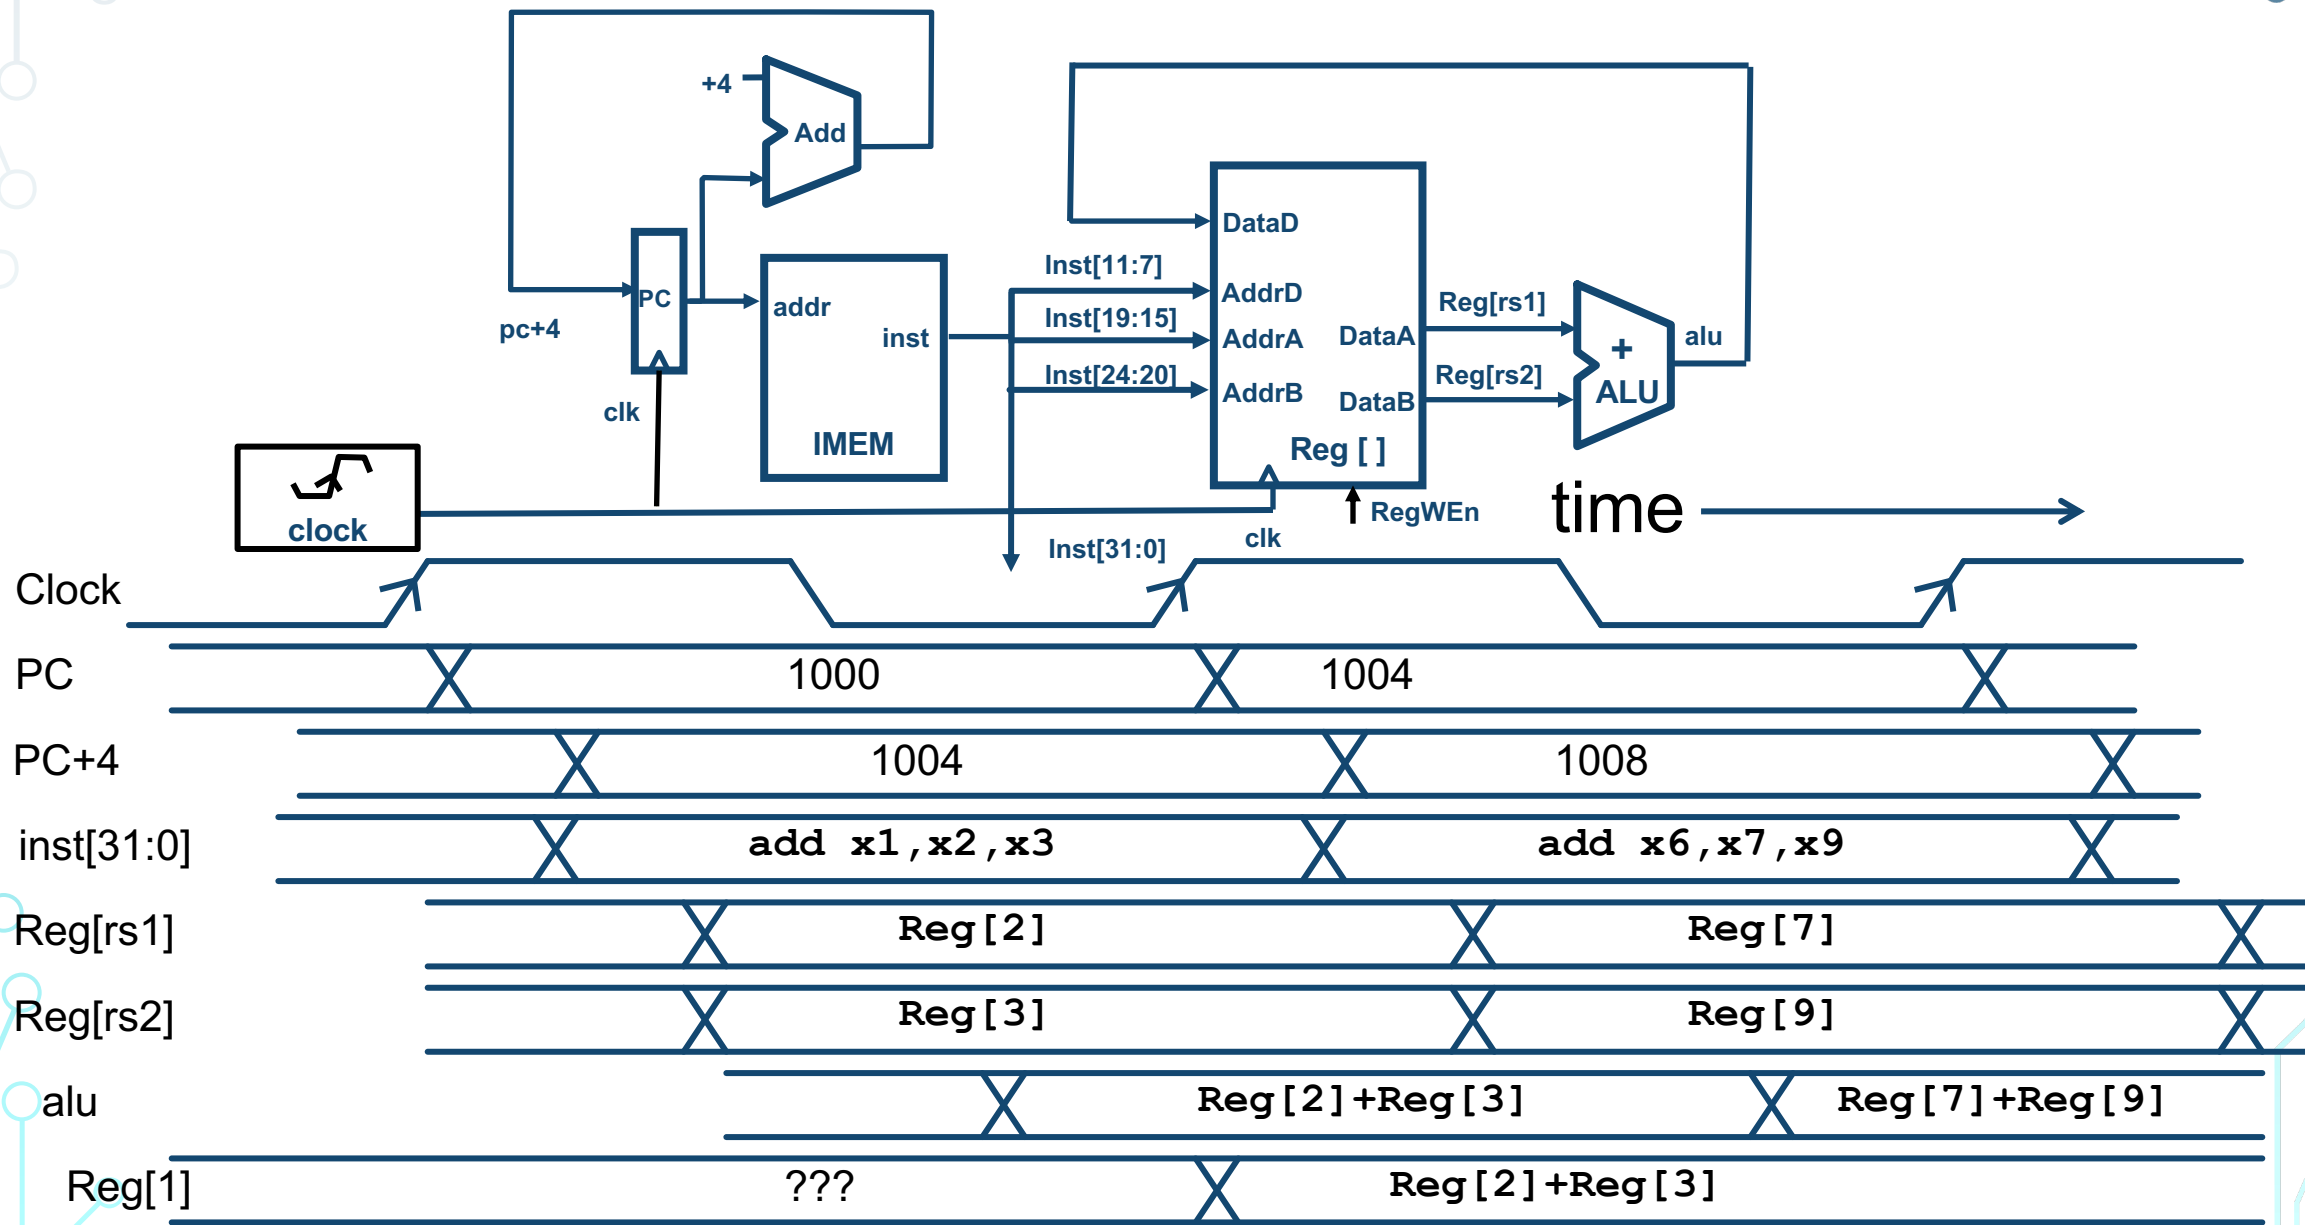 +4
Add
DataD
Inst[11:7]
PC
addr
AddrD
Reg[rs1]
Inst[19:15]
pc+4
inst
AddrA
DataA
+
alu
Inst[24:20]
Reg[rs2]
AddrB
DataB
ALU
clk
IMEM
Reg [ ]
clock
RegWEn
time
Inst[31:0]
clk
Clock
PC 1000 1004
PC+4 1004 1008
inst[31:0] add x1,x2,x3 add x6,x7,x9
Reg[rs1] Reg[2] Reg[7]
Reg[rs2] Reg[3] Reg[9]
alu Reg[2]+Reg[3] Reg[7]+Reg[9]
Reg[1] ??? Reg[2]+Reg[3]